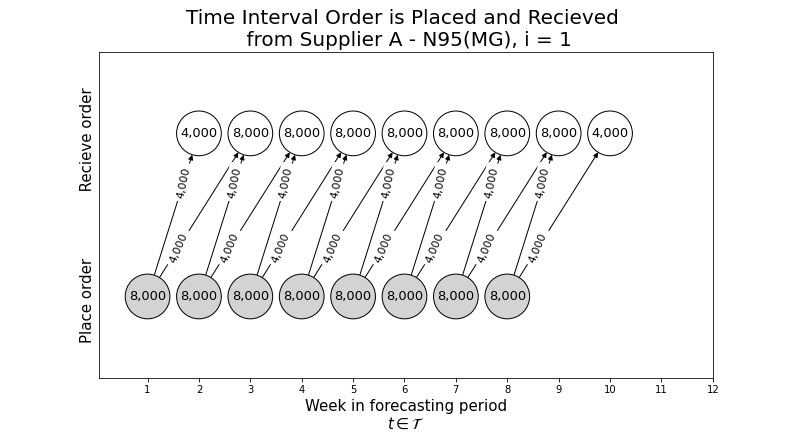 Time Interval Order is Placed and Recieved
from Supplier A - N95(MG), i = 1
Recieve order
4,000 8,000 8,000 8,000 8,000 8,000 8,000 8,000 4,000
4,000 4,000 4,000 4,000 4,000 4,000 4,000 4,000
4,000 4,000 4,000 4,000 4,000 4,000 4,000 4,000
Place order
8,000 8,000 8,000 8,000 8,000 8,000 8,000 8,000
1 2 3 4 5 6 7 8 9 10 11 12
Week in forecasting period
t ∈ 𝒯